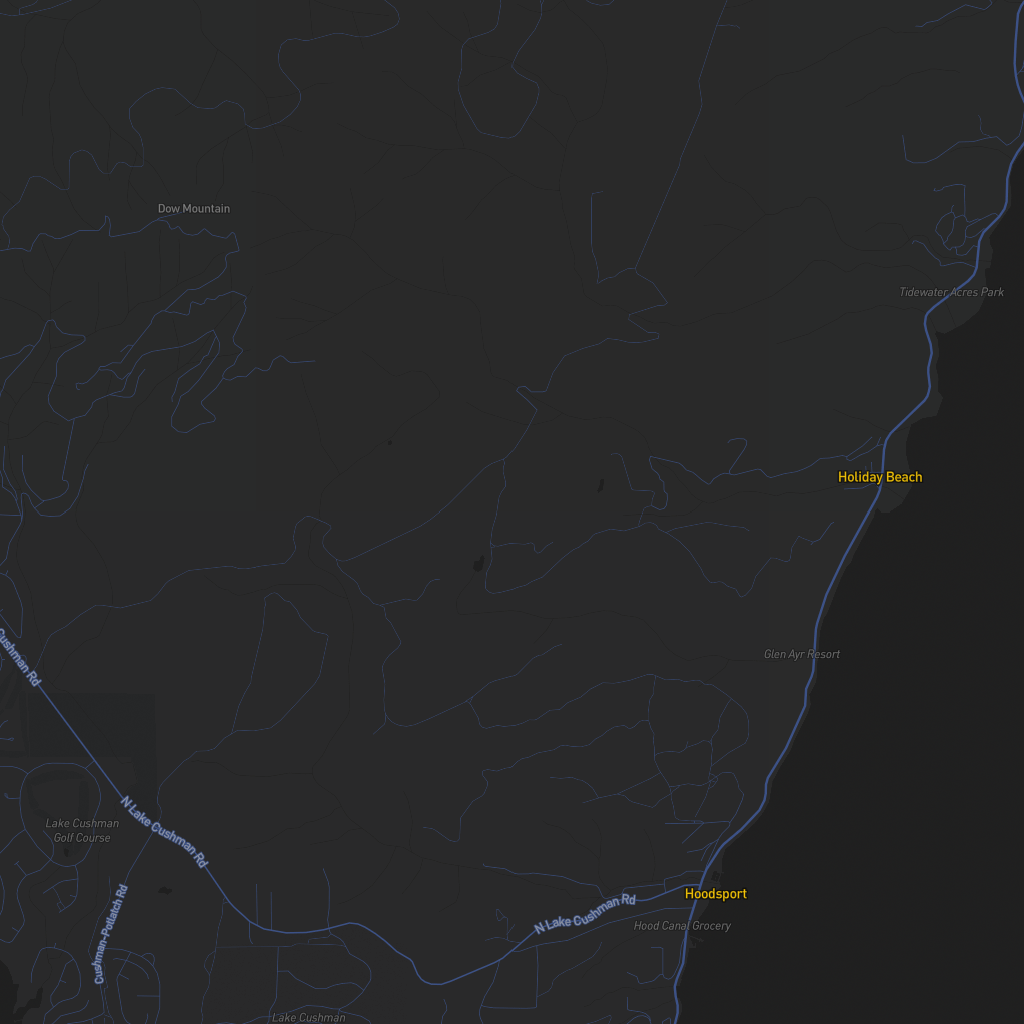 Dow Mountain
Tidewater Acres Park
Holiday Beach
Cushman Rd
Glen Ayr Resort
N Lake Cushman Rd
Lake Cushman
Golf Course
Cushman-Potlatch Rd
Hoodsport
N Lake Cushman Rd
Hood Canal Grocery
Lake Cushman